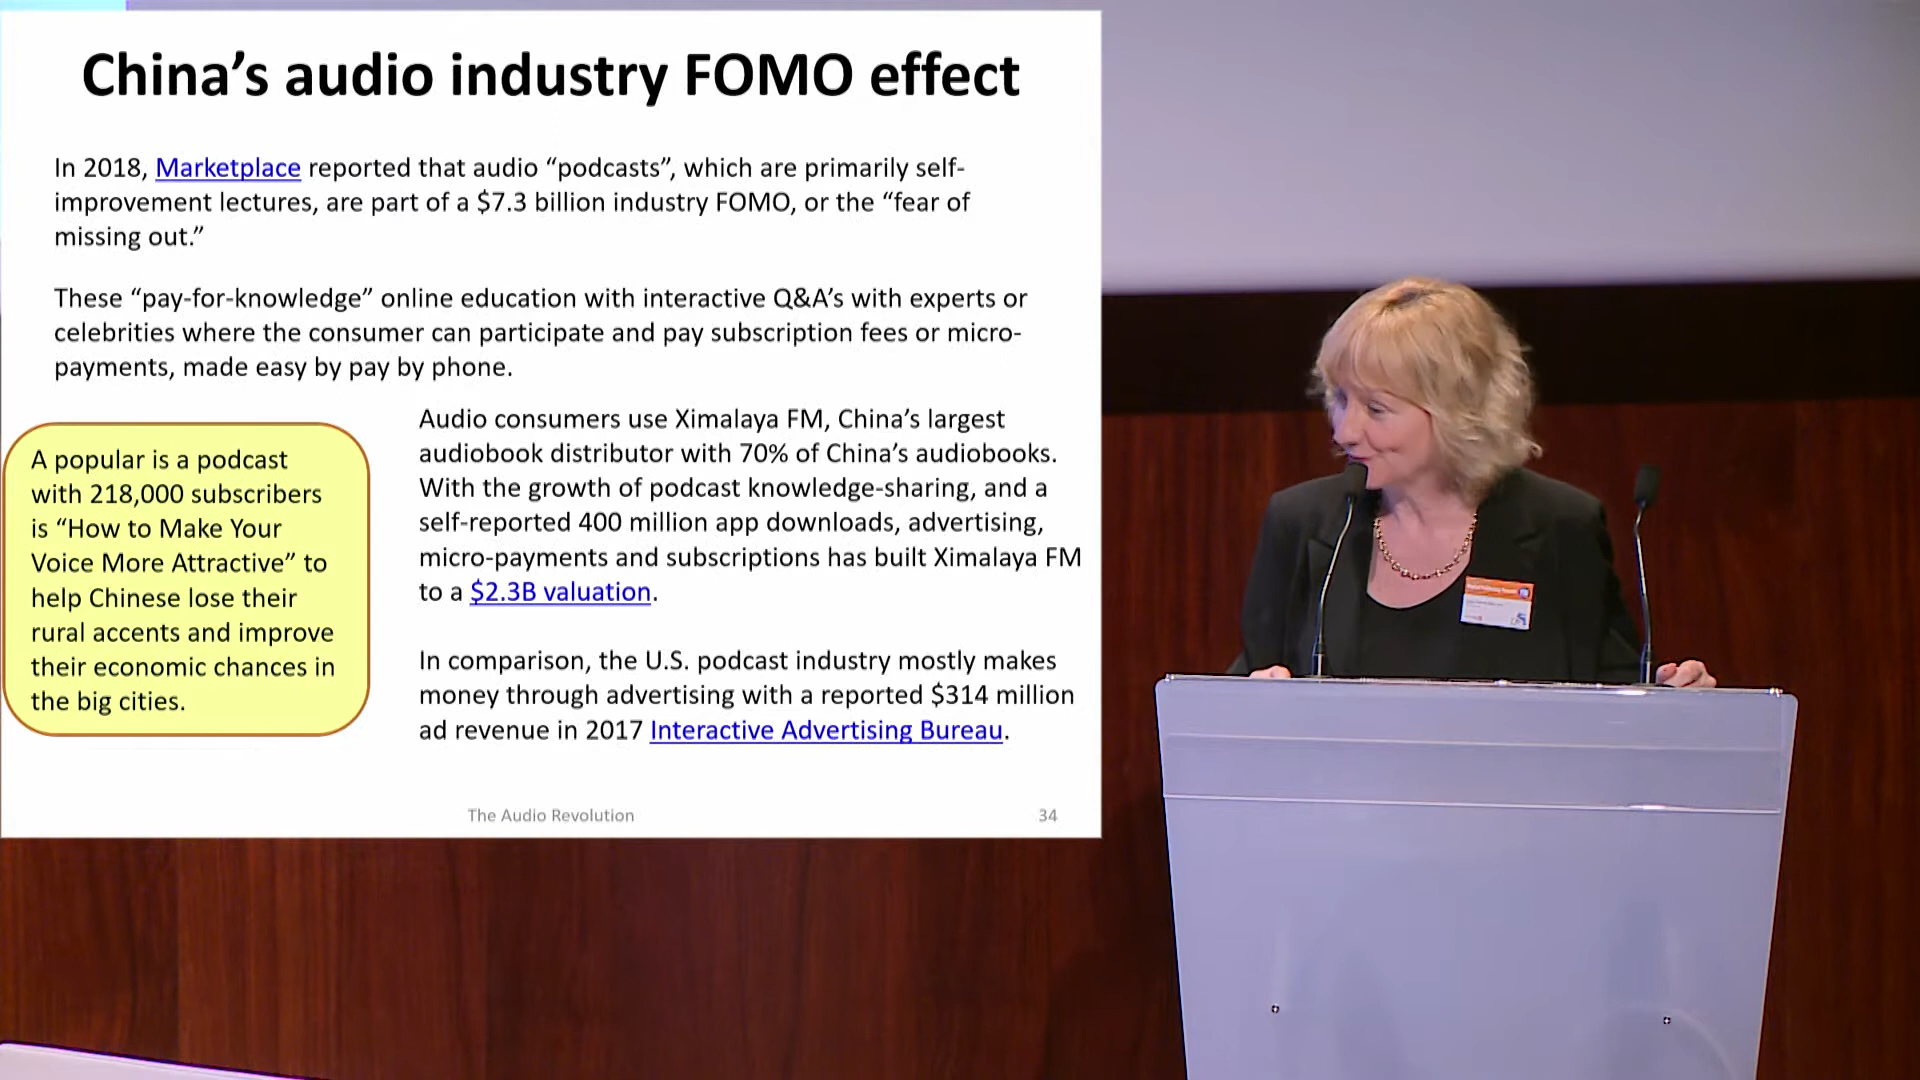 China’s audio industry FOMO effect
In 2018, Marketplace reported that audio “podcasts”, which are primarily self-
improvement lectures, are part of a $7.3 billion industry FOMO, or the “fear of
missing out.”
These “pay-for-knowledge” online education with interactive Q&A’s with experts or
celebrities where the consumer can participate and pay subscription fees or micro-
payments, made easy by pay by phone.
A popular is a podcast
with 218,000 subscribers
is “How to Make Your
Voice More Attractive” to
help Chinese lose their
rural accents and improve
their economic chances in
the big cities.
Audio consumers use Ximalaya FM, China’s largest
audiobook distributor with 70% of China’s audiobooks.
With the growth of podcast knowledge-sharing, and a
self-reported 400 million app downloads, advertising,
micro-payments and subscriptions has built Ximalaya FM
to a $2.3B valuation.
In comparison, the U.S. podcast industry mostly makes
money through advertising with a reported $314 million
ad revenue in 2017 Interactive Advertising Bureau.
The Audio Revolution
34